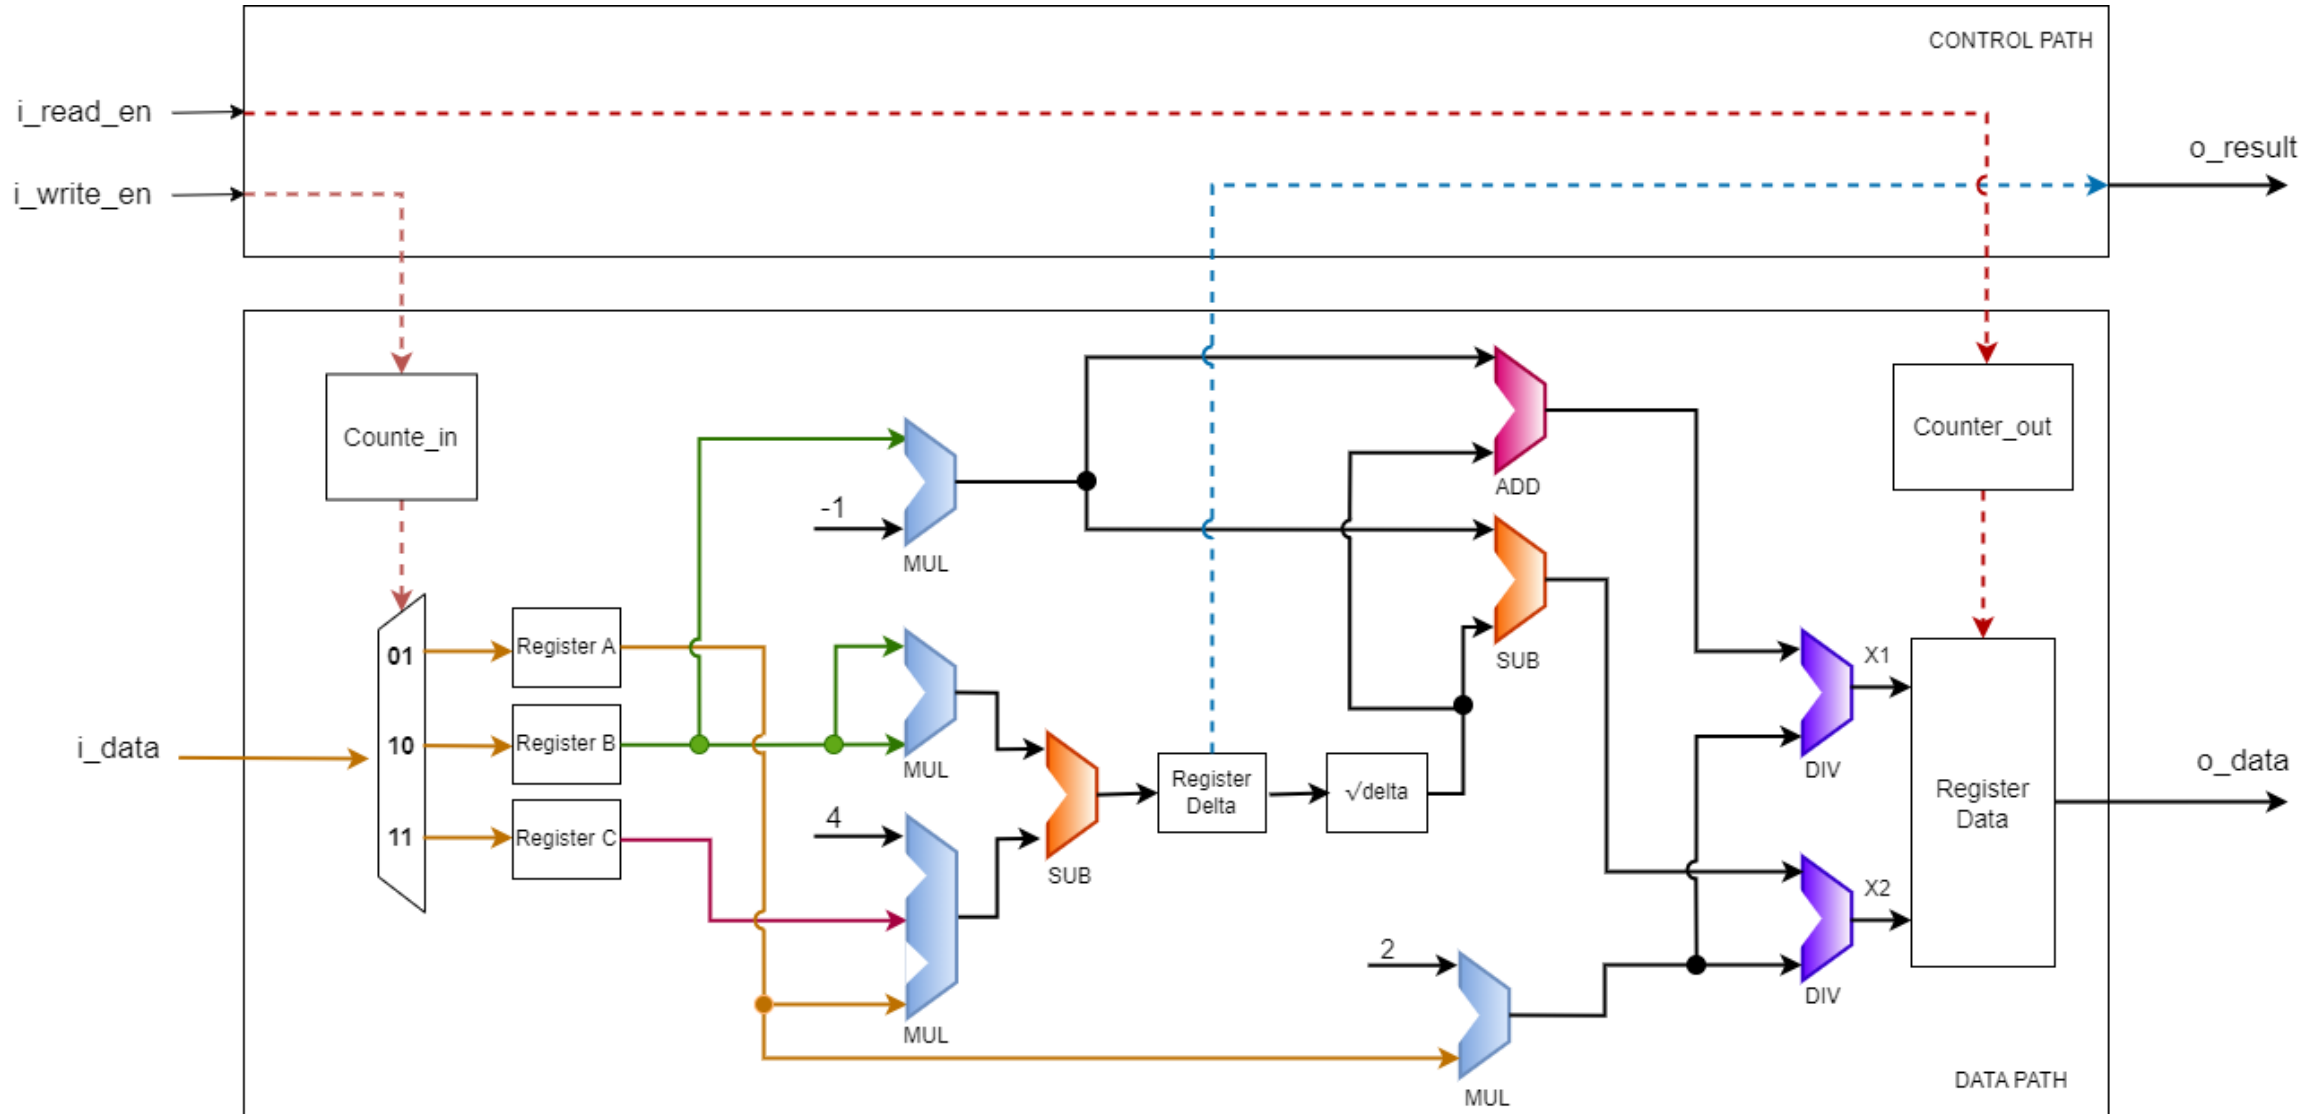 CONTROL PATH
i_read_en
o_result
i_write_en
Counte_in
Counter_out
ADD
-1
MUL
01
Register A
SUB
X1
10
Register B
i_data
MUL
Register
Delta
√delta
DIV
o_data
Register
Data
4
11
Register C
SUB
X2
2
DIV
MUL
MUL
DATA PATH